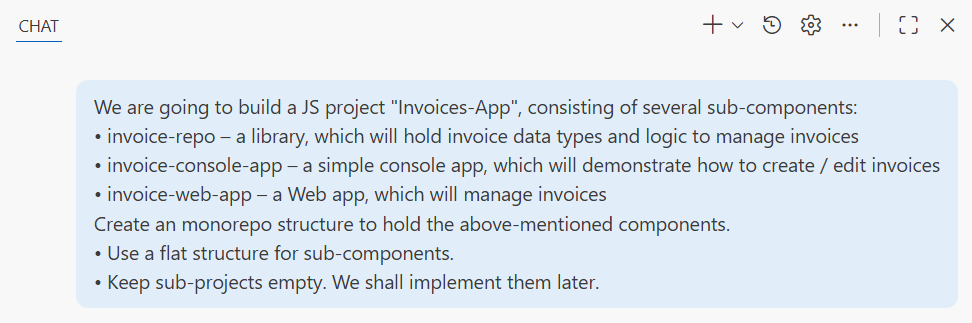 CHAT
We are going to build a JS project "Invoices-App", consisting of several sub-components:
• invoice-repo – a library, which will hold invoice data types and logic to manage invoices
• invoice-console-app – a simple console app, which will demonstrate how to create / edit invoices
• invoice-web-app – a Web app, which will manage invoices
Create an monorepo structure to hold the above-mentioned components.
• Use a flat structure for sub-components.
• Keep sub-projects empty. We shall implement them later.